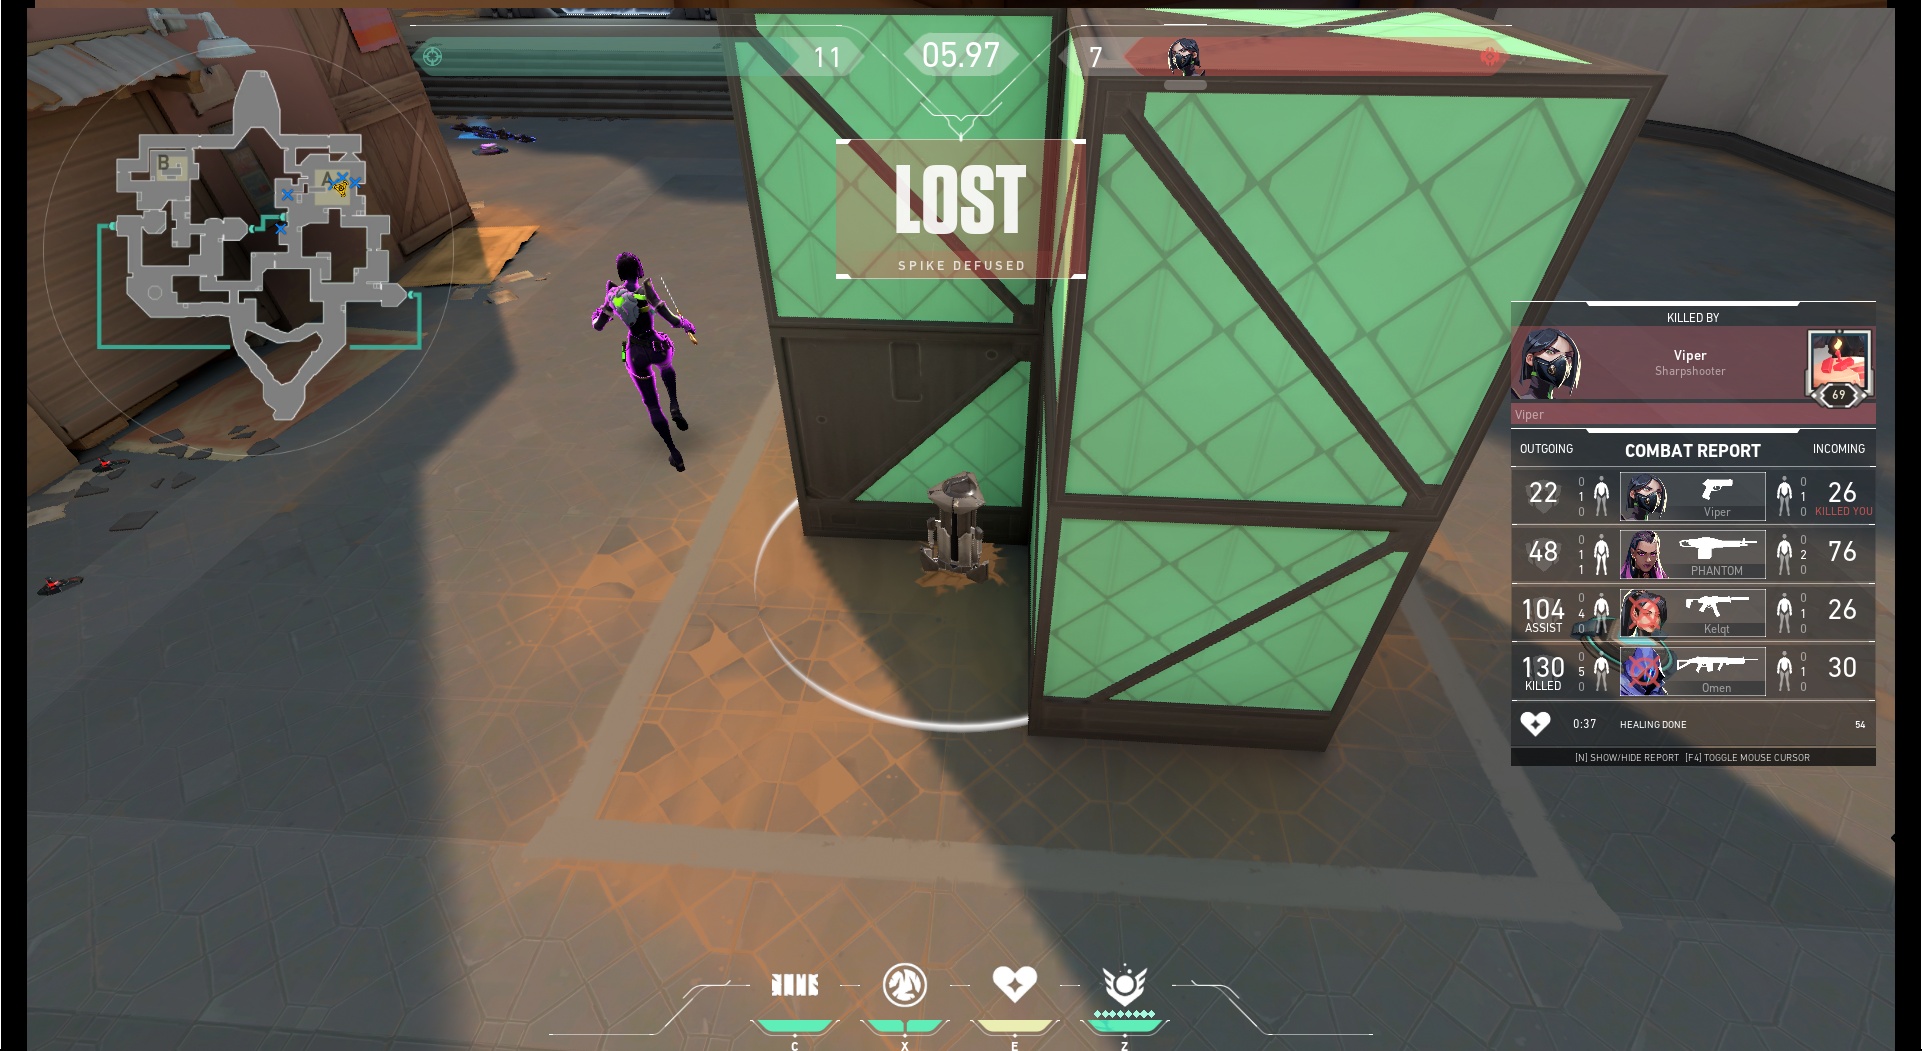 11
05.97
7
LOST
SPIKE DEFUSED
B
A
KILLED BY
Viper
Sharpshooter
69
Viper
OUTGOING
COMBAT REPORT
INCOMING
22
0
1
0
Viper
0
1
0
26
KILLED YOU
48
0
1
1
PHANTOM
0
2
0
76
104
ASSIST
0
4
0
Kelqt
0
1
0
26
130
KILLED
0
5
0
Omen
0
1
0
30
0:37
HEALING DONE
54
[N] SHOW/HIDE REPORT [F4] TOGGLE MOUSE CURSOR
C
X
E
Z